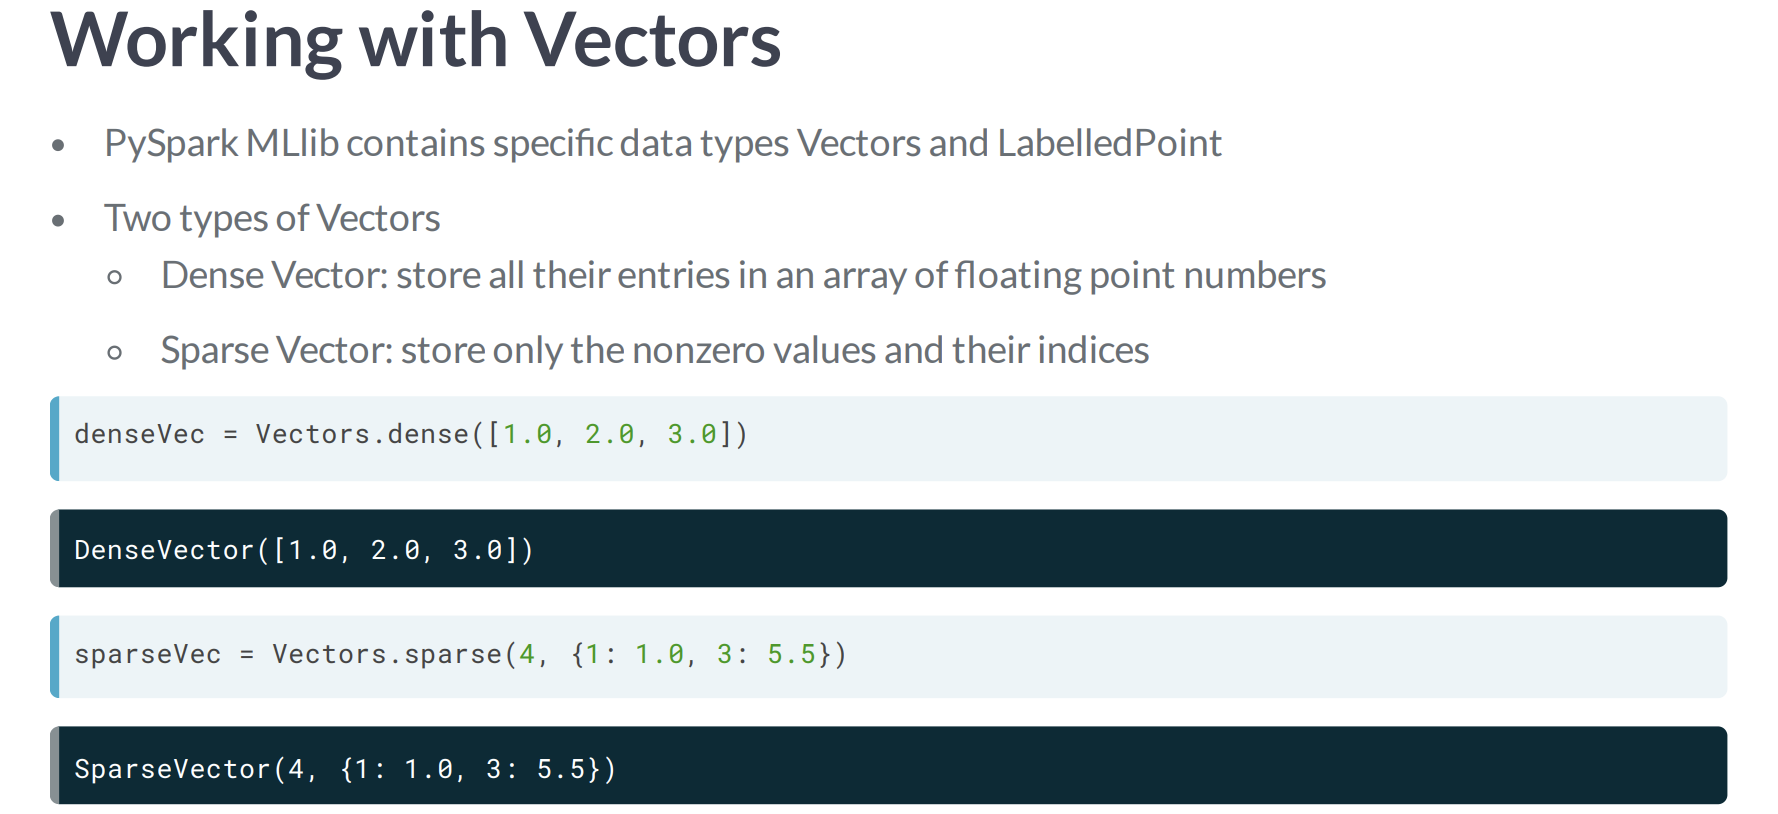 Working with Vectors
• PySpark MLlib contains specific data types Vectors and LabelledPoint
• Two types of Vectors
○ Dense Vector: store all their entries in an array of floating point numbers
○ Sparse Vector: store only the nonzero values and their indices
denseVec = Vectors.dense([1.0, 2.0, 3.0])
DenseVector([1.0, 2.0, 3.0])
sparseVec = Vectors.sparse(4, {1: 1.0, 3: 5.5})
SparseVector(4, {1: 1.0, 3: 5.5})